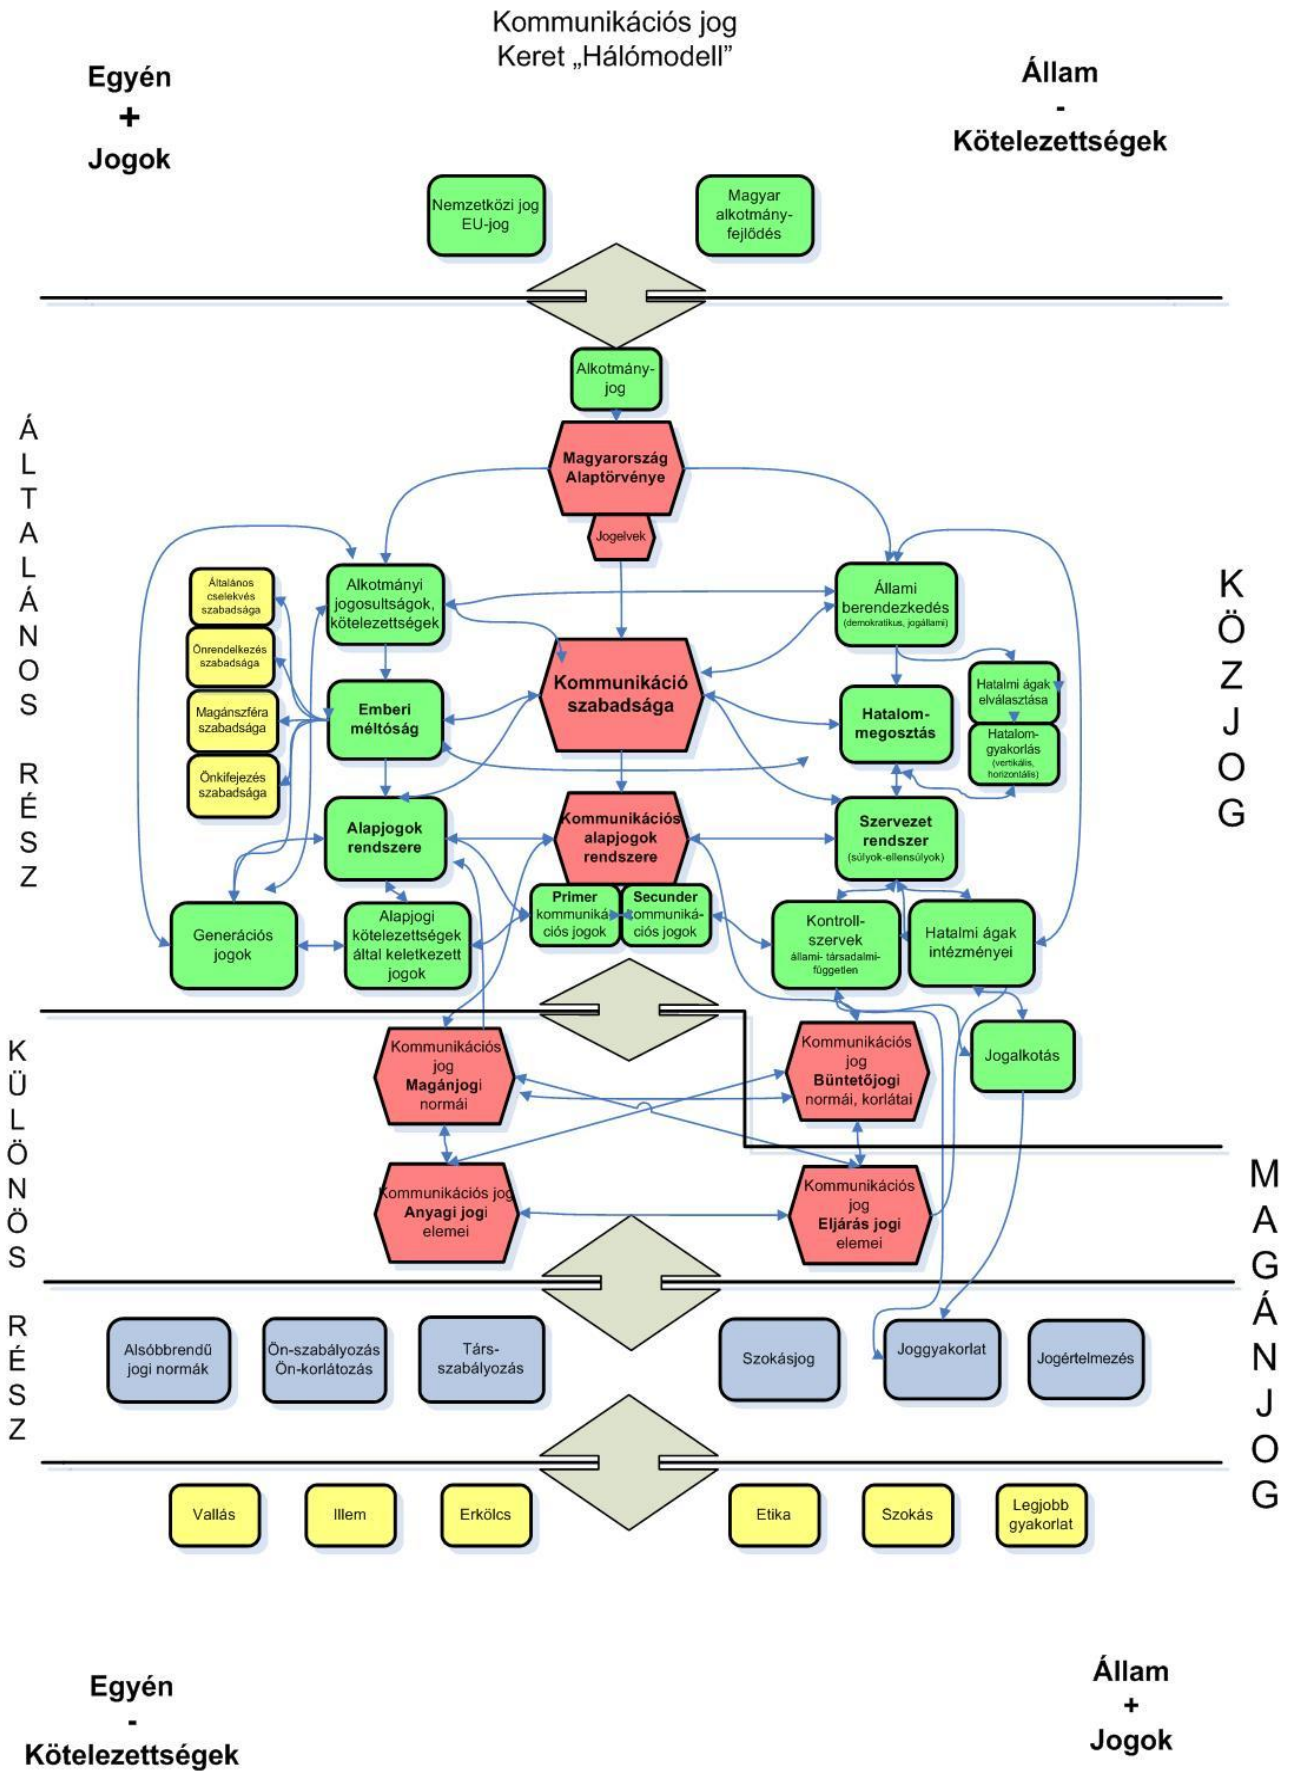 Kommunikációs jog
Keret „Hálómodell”
Egyén
+
Jogok
Állam
-
Kötelezettségek
Nemzetközi jog
EU-jog
Magyar
alkotmány-
fejlődés
Alkotmány-
jog
Magyarország
Alaptörvénye
Jogelvek
ÁLTALÁNOS RÉSZ
KÖZJOG
Általános
cselekvés
szabadsága
Önrendelkezés
szabadsága
Magánszféra
szabadsága
Önkifejezés
szabadsága
Alkotmányi
jogosultságok,
kötelezettségek
Állami
berendezkedés
(demokratikus, jogállami)
Kommunikáció
szabadsága
Emberi
méltóság
Hatalom-
megosztás
Hatalmi ágak
elválasztása
Hatalom-
gyakorlás
(vertikális,
horizontális)
Alapjogok
rendszere
Kommunikációs
alapjogok
rendszere
Szervezet
rendszer
(súlyok-ellensúlyok)
Primer
kommuniká-
ciós jogok
Secunder
kommuniká-
ciós jogok
Generációs
jogok
Alapjogi
kötelezettségek
által keletkezett
jogok
Kontroll-
szervek
állami- társadalmi-
független
Hatalmi ágak
intézményei
KÜLÖNÖS RÉSZ
MAGÁNJOG
Kommunikációs
jog
Magánjogi
normái
Kommunikációs
jog
Büntetőjogi
normái, korlátai
Jogalkotás
Kommunikációs jog
Anyagi jogi
elemei
Kommunikációs
jog
Eljárás jogi
elemei
Alsóbbrendű
jogi normák
Ön-szabályozás
Ön-korlátozás
Társ-
szabályozás
Szokásjog
Joggyakorlat
Jogértelmezés
Vallás
Illem
Erkölcs
Etika
Szokás
Legjobb
gyakorlat
Egyén
-
Kötelezettségek
Állam
+
Jogok